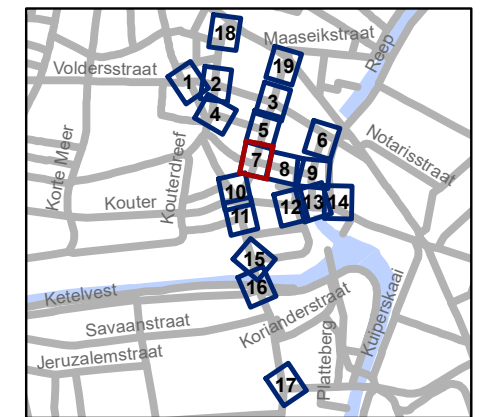 18
Maaseikstraat
Reep
Voldersstraat
19
1
2
3
4
5
6
Notarisstraat
7
8
9
Korte Meer
Kouterdreef
10
Kouter
11
12
13
14
15
Ketelvest
16
Savaanstraat
Korianderstraat
Kuiperskaai
Platteberg
Jeruzalemstraat
17